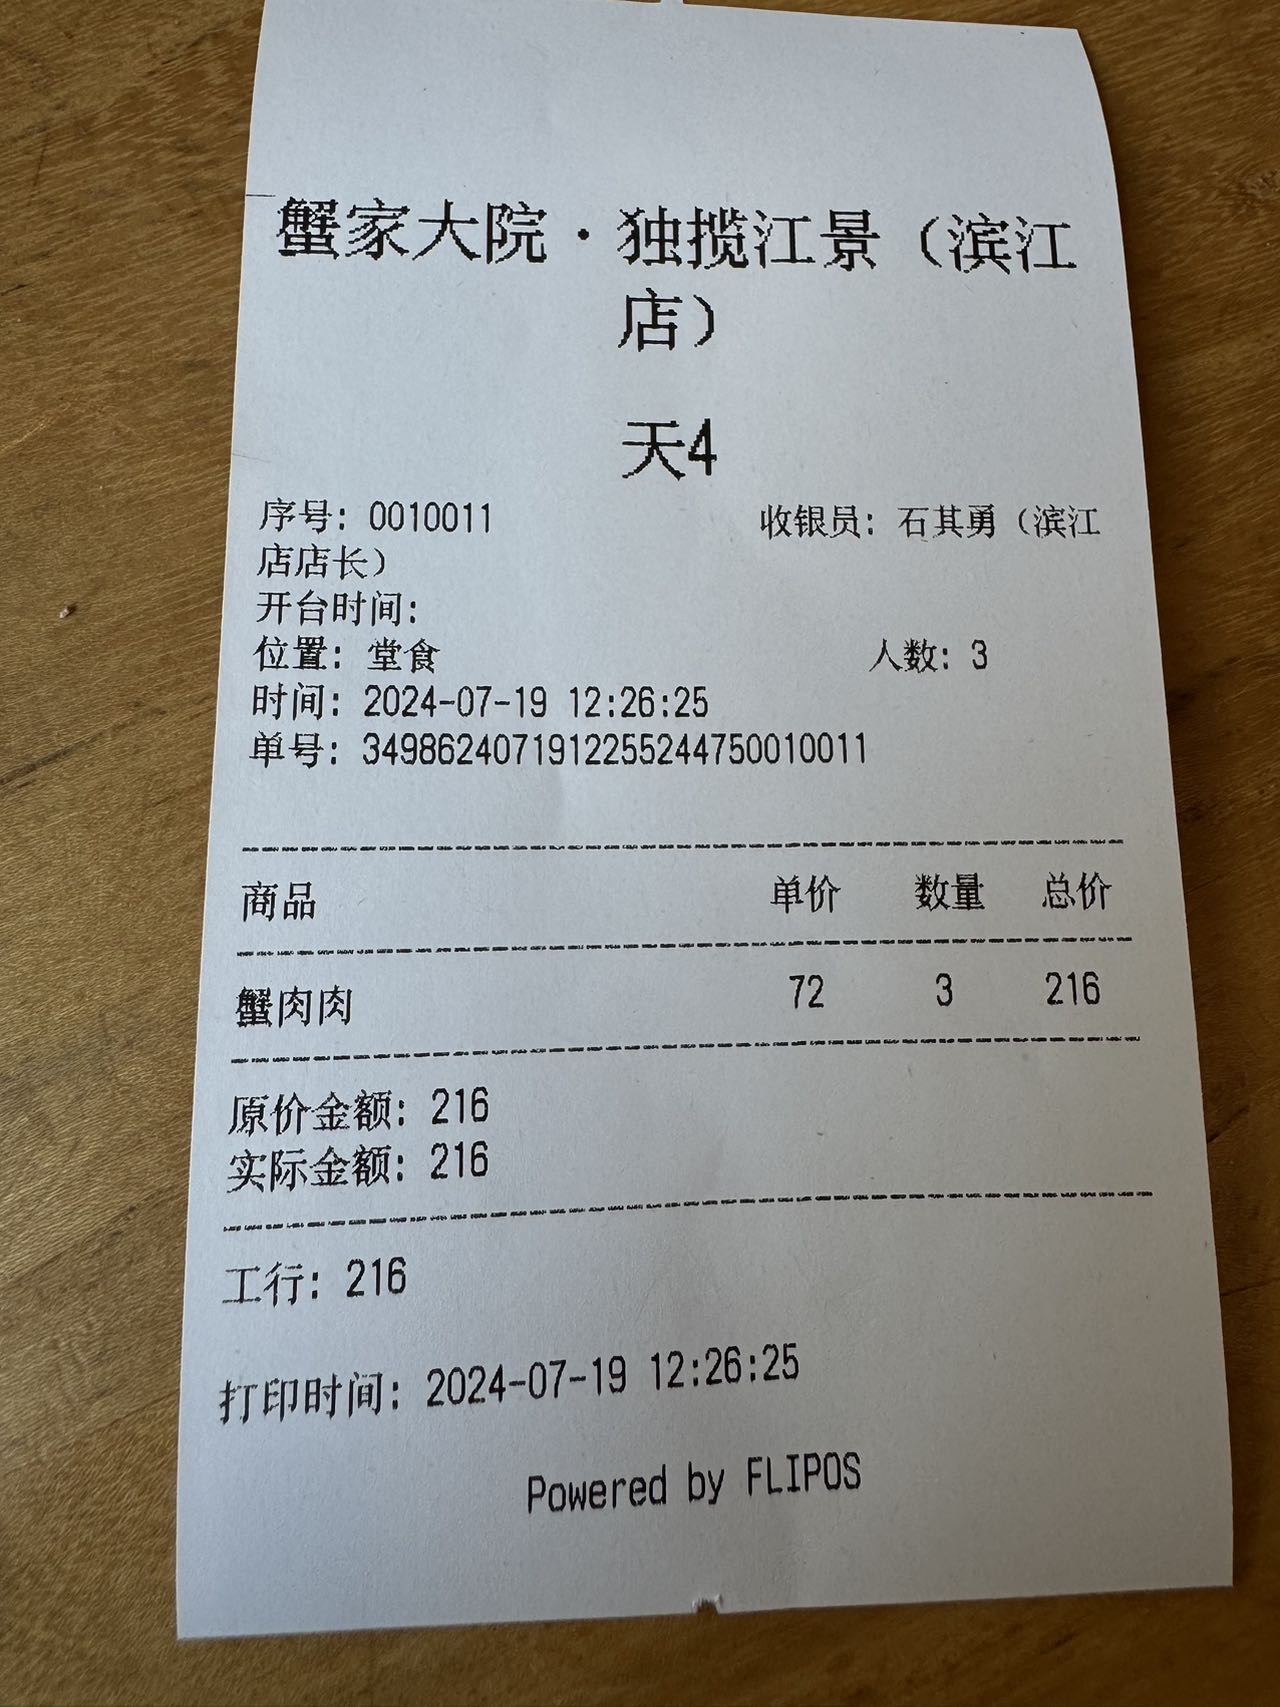 蟹家大院·独揽江景（滨江
店）
天4
序号: 0010011 收银员: 石其勇（滨江
店店长）
开台时间:
位置: 堂食 人数: 3
时间: 2024-07-19 12:26:25
单号: 3498624071912255244750010011
商品 单价 数量 总价
蟹肉肉 72 3 216
原价金额: 216
实际金额: 216
工行: 216
打印时间: 2024-07-19 12:26:25
Powered by FLIPOS